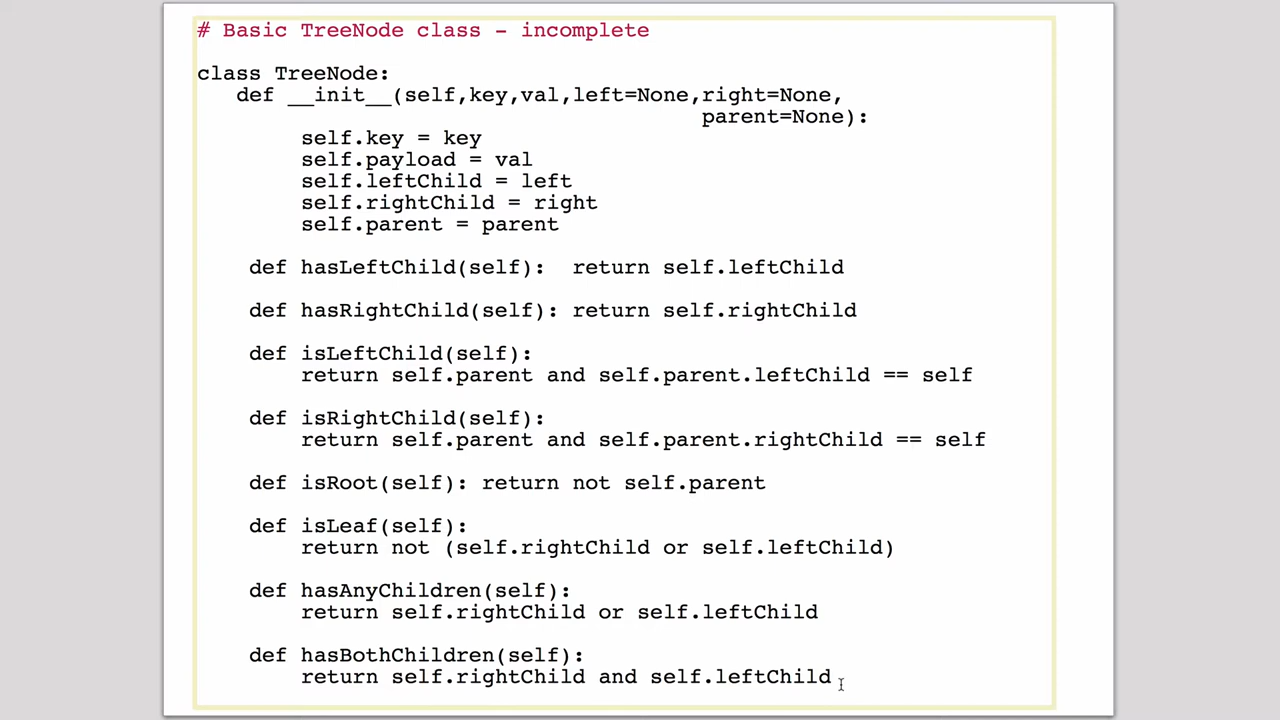 # Basic TreeNode class - incomplete
class TreeNode:
def __init__(self,key,val,left=None,right=None,
parent=None):
self.key = key
self.payload = val
self.leftChild = left
self.rightChild = right
self.parent = parent
def hasLeftChild(self):  return self.leftChild
def hasRightChild(self): return self.rightChild
def isLeftChild(self):
return self.parent and self.parent.leftChild == self
def isRightChild(self):
return self.parent and self.parent.rightChild == self
def isRoot(self): return not self.parent
def isLeaf(self):
return not (self.rightChild or self.leftChild)
def hasAnyChildren(self):
return self.rightChild or self.leftChild
def hasBothChildren(self):
return self.rightChild and self.leftChild